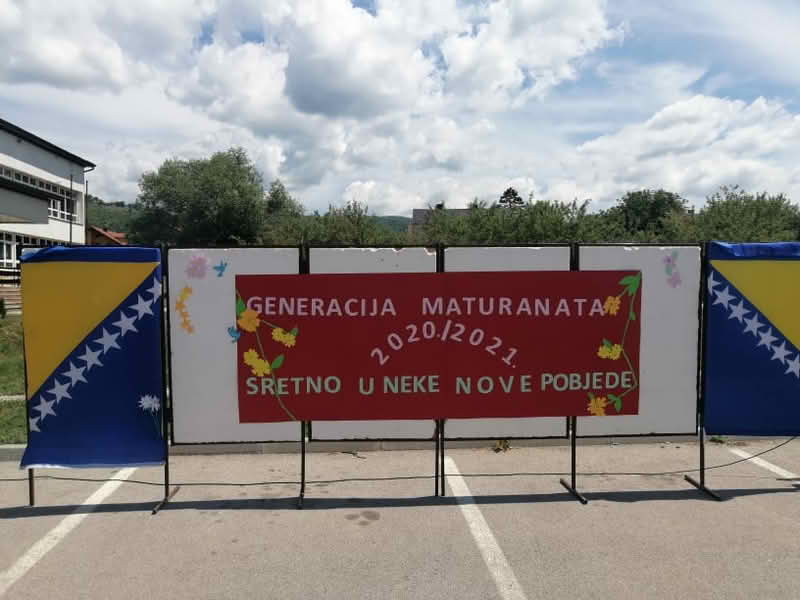 GENERACIJA MATURANATA
2020./2021.
SRETNO U NEKE NOVE POBJEDE